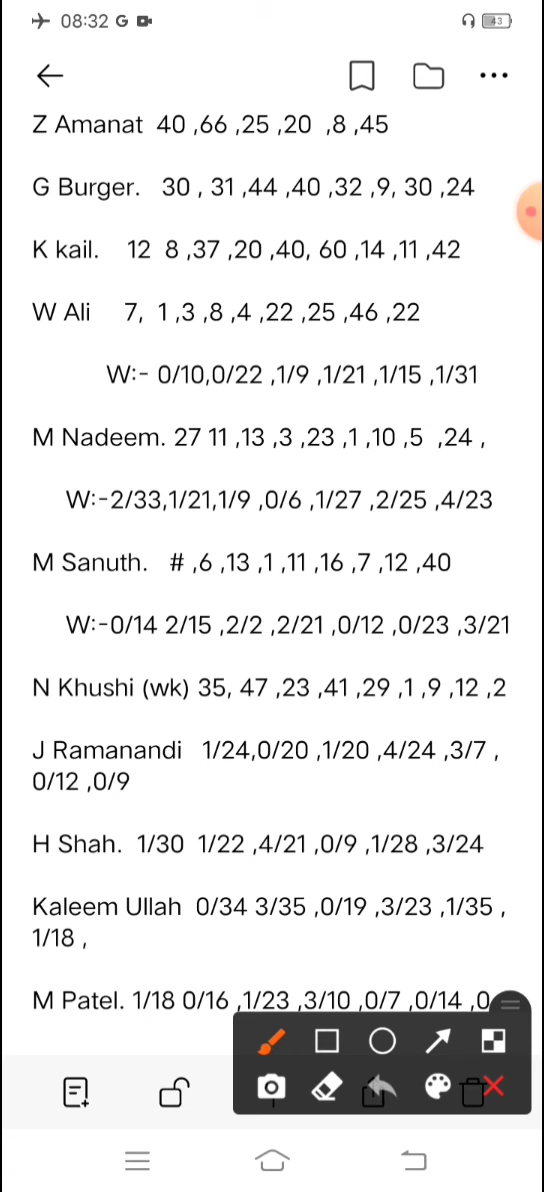 08:32 G
43
Z Amanat 40 ,66 ,25 ,20 ,8 ,45
G Burger. 30 , 31 ,44 ,40 ,32 ,9, 30 ,24
K kail. 12 8 ,37 ,20 ,40, 60 ,14 ,11 ,42
W Ali 7, 1 ,3 ,8 ,4 ,22 ,25 ,46 ,22
W:- 0/10,0/22 ,1/9 ,1/21 ,1/15 ,1/31
M Nadeem. 27 11 ,13 ,3 ,23 ,1 ,10 ,5 ,24 ,
W:-2/33,1/21,1/9 ,0/6 ,1/27 ,2/25 ,4/23
M Sanuth. # ,6 ,13 ,1 ,11 ,16 ,7 ,12 ,40
W:-0/14 2/15 ,2/2 ,2/21 ,0/12 ,0/23 ,3/21
N Khushi (wk) 35, 47 ,23 ,41 ,29 ,1 ,9 ,12 ,2
J Ramanandi 1/24,0/20 ,1/20 ,4/24 ,3/7 ,
0/12 ,0/9
H Shah. 1/30 1/22 ,4/21 ,0/9 ,1/28 ,3/24
Kaleem Ullah 0/34 3/35 ,0/19 ,3/23 ,1/35 ,
1/18 ,
M Patel. 1/18 0/16 ,1/23 ,3/10 ,0/7 ,0/14 ,0